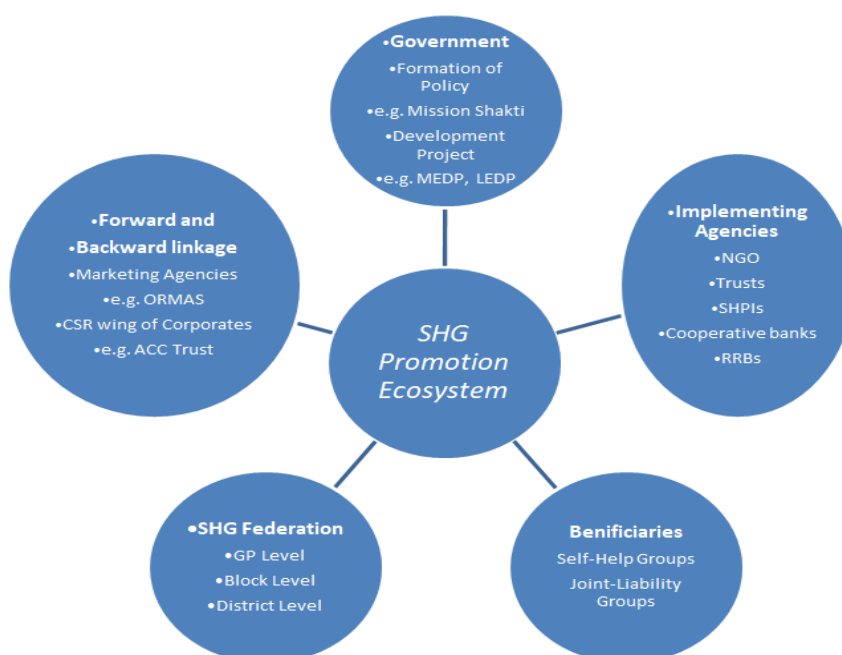 •Government
•Formation of
Policy
•e.g. Mission Shakti
•Development
Project
•e.g. MEDP, LEDP
•Forward and
•Backward linkage
•Marketing Agencies
•e.g. ORMAS
•CSR wing of Corporates
•e.g. ACC Trust
•Implementing
Agencies
•NGO
•Trusts
•SHPIs
•Cooperative banks
•RRBs
SHG
Promotion
Ecosystem
•SHG Federation
•GP Level
•Block Level
•District Level
Benificiaries
Self-Help Groups
Joint-Liability
Groups